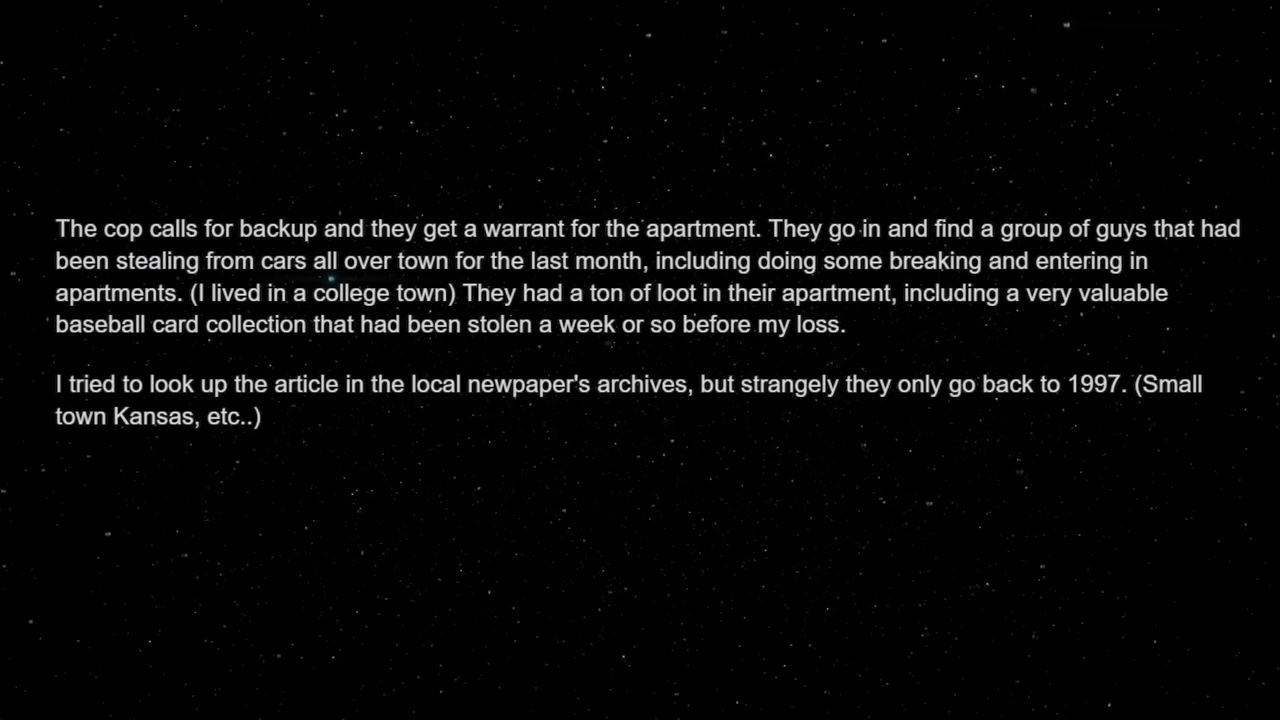 The cop calls for backup and they get a warrant for the apartment. They go in and find a group of guys that had
been stealing from cars all over town for the last month, including doing some breaking and entering in
apartments. (I lived in a college town) They had a ton of loot in their apartment, including a very valuable
baseball card collection that had been stolen a week or so before my loss.
I tried to look up the article in the local newpaper's archives, but strangely they only go back to 1997. (Small
town Kansas, etc..)